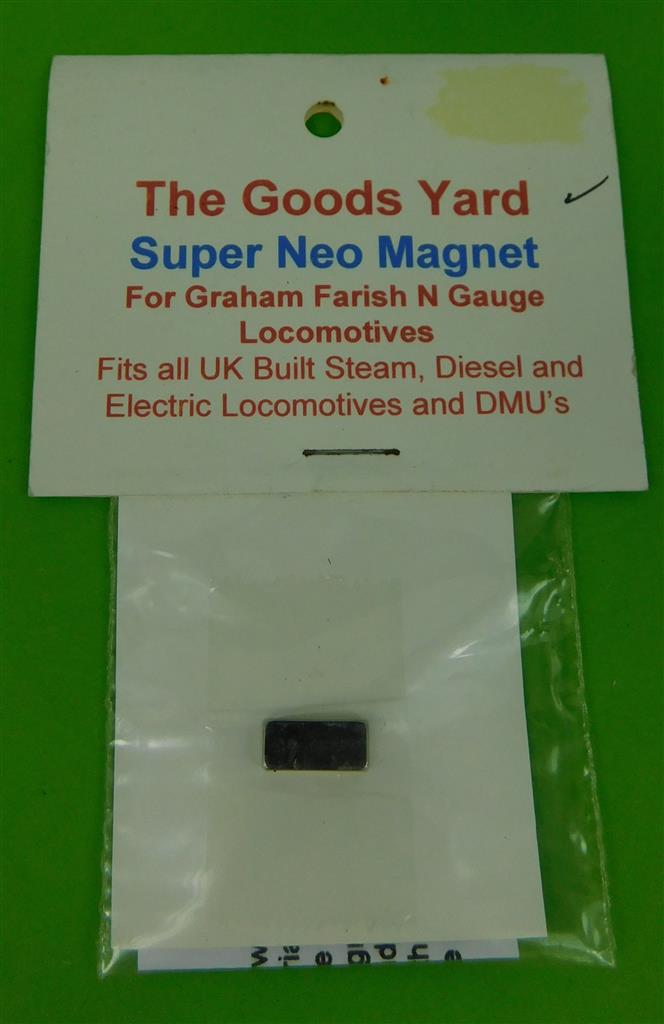 The Goods Yard
Super Neo Magnet
For Graham Farish N Gauge
Locomotives
Fits all UK Built Steam, Diesel and
Electric Locomotives and DMU's